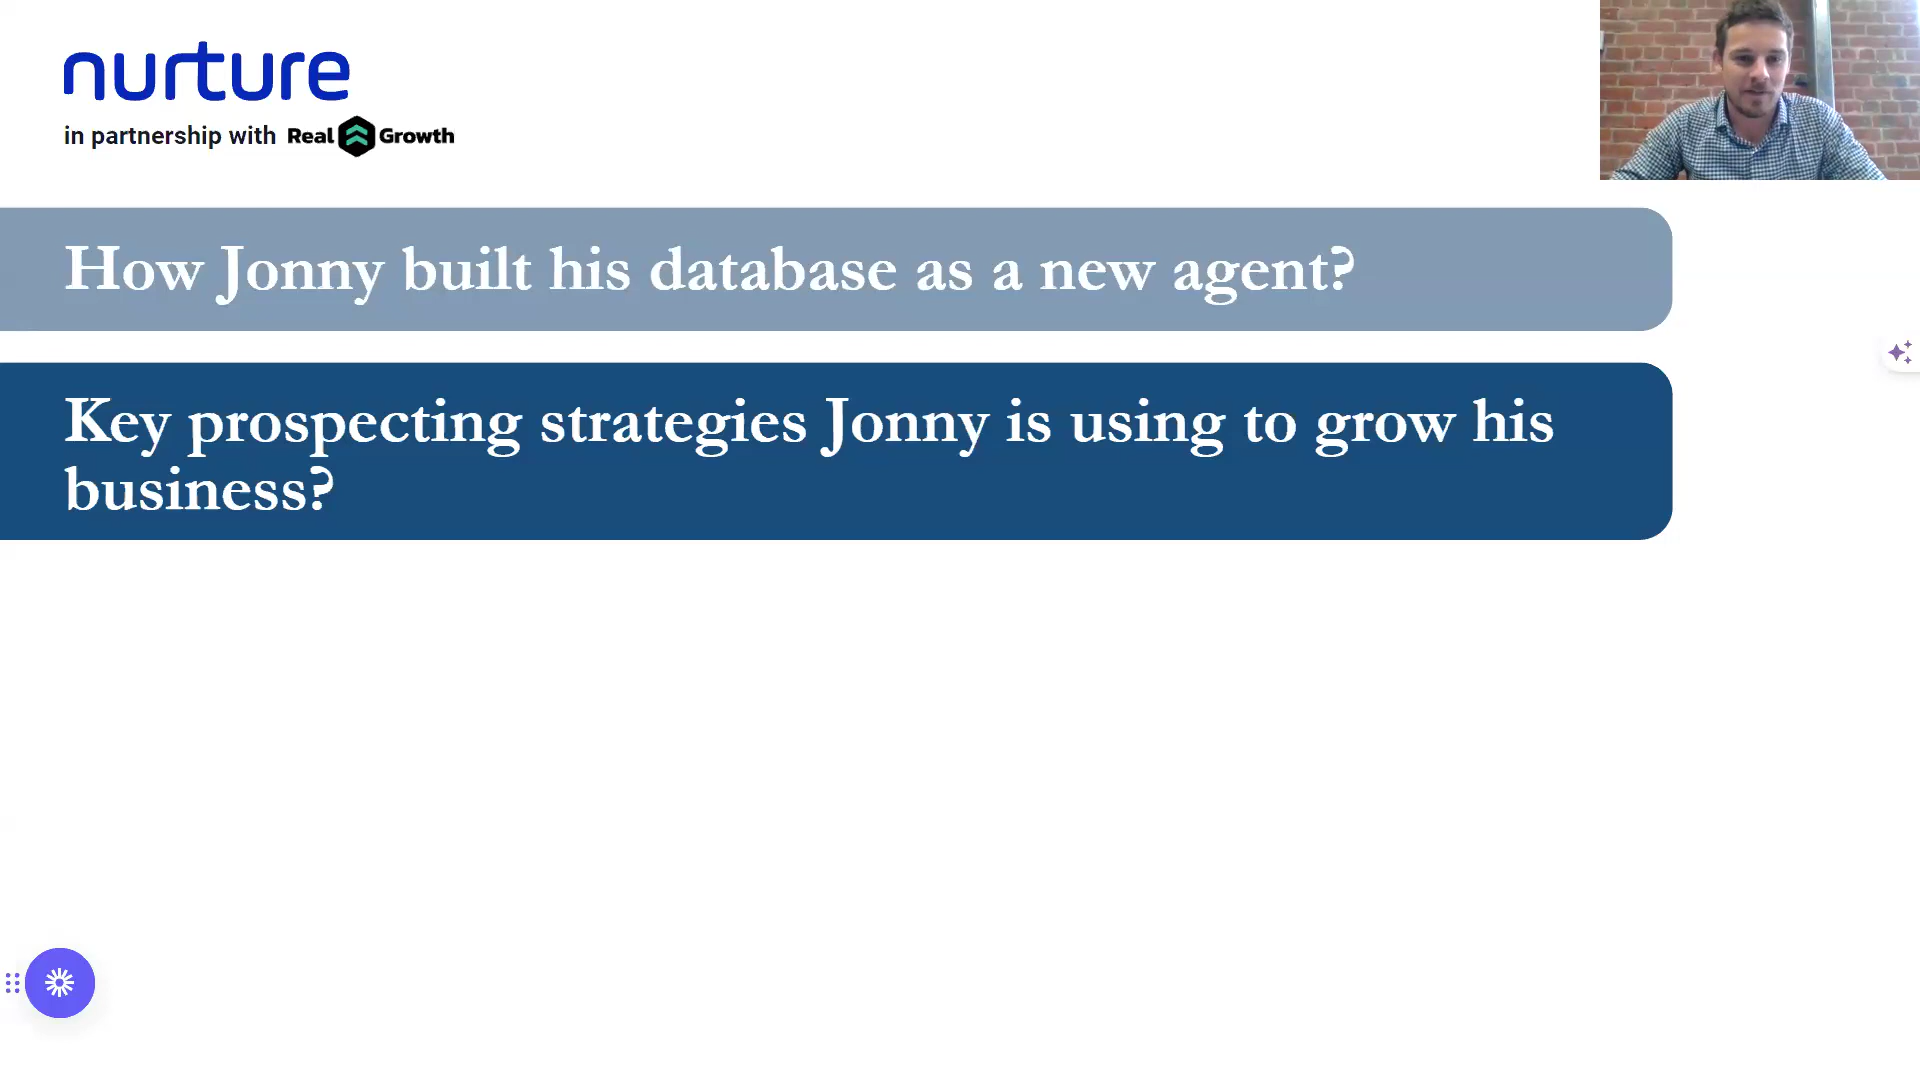 nurture
in partnership with Real Growth
How Jonny built his database as a new agent?
Key prospecting strategies Jonny is using to grow his
business?